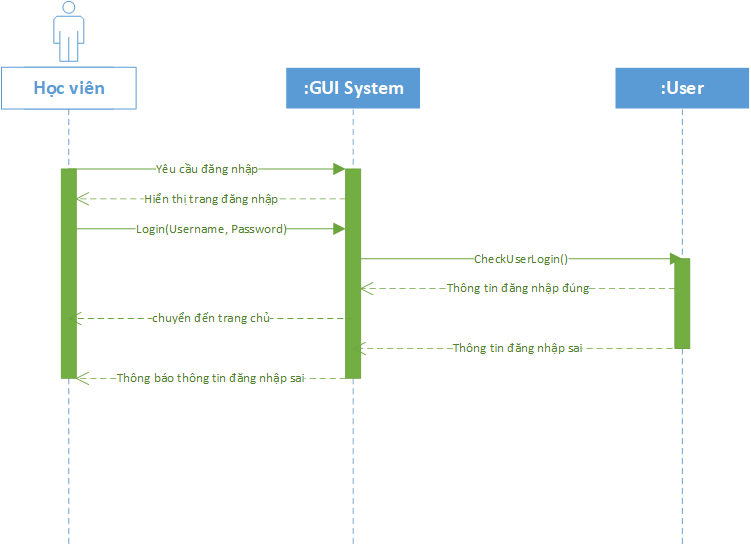 Học viên
:GUI System
:User
Yêu cầu đăng nhập
Hiển thị trang đăng nhập
Login(Username, Password)
CheckUserLogin()
Thông tin đăng nhập đúng
chuyển đến trang chủ
Thông tin đăng nhập sai
Thông báo thông tin đăng nhập sai